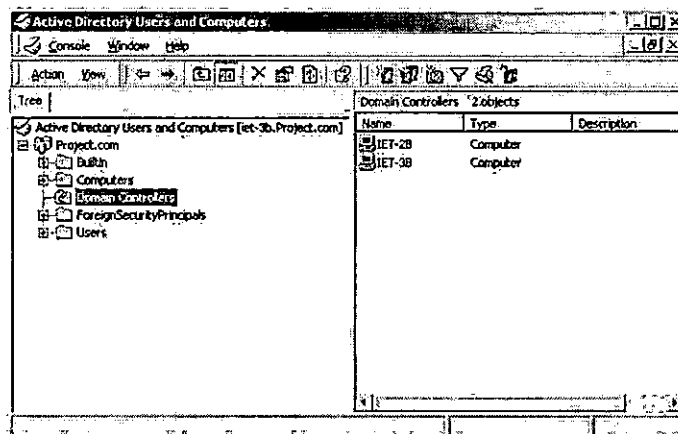 Active Directory Users and Computers
Console Window Help
Action View
Tree
Active Directory Users and Computers [iet-3b.Project.com]
Project.com
Builtin
Computers
Domain Controllers
ForeignSecurityPrincipals
Users
Domain Controllers 2 objects
Name Type Description
IET-2B Computer
IET-3B Computer